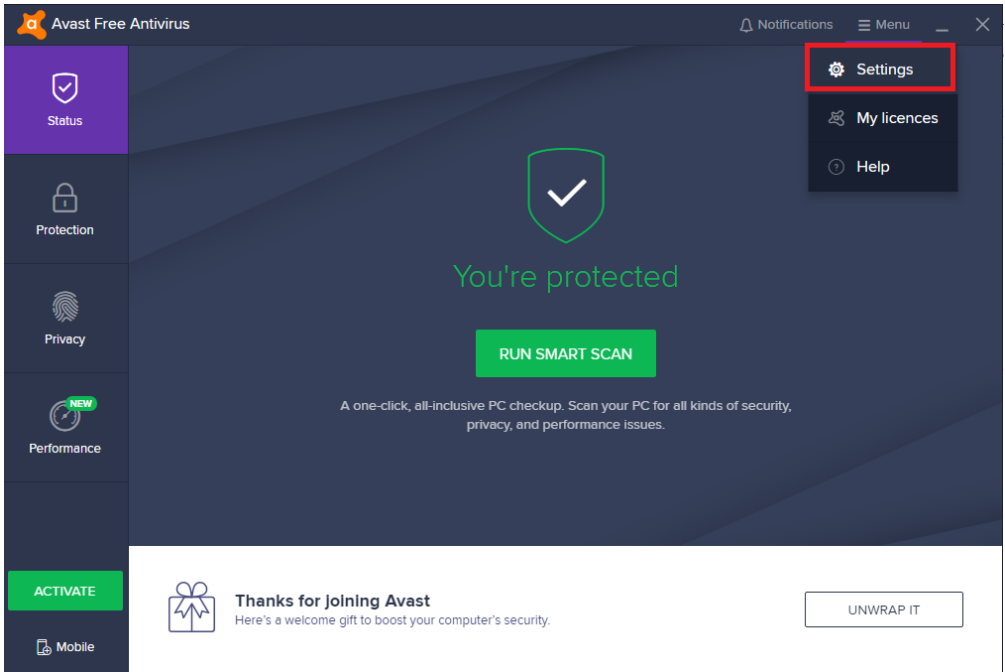 Avast Free Antivirus
Notifications
Menu
Settings
My licences
Help
Status
Protection
Privacy
NEW
Performance
You're protected
RUN SMART SCAN
A one-click, all-inclusive PC checkup. Scan your PC for all kinds of security,
privacy, and performance issues.
ACTIVATE
Mobile
Thanks for joining Avast
Here's a welcome gift to boost your computer's security.
UNWRAP IT